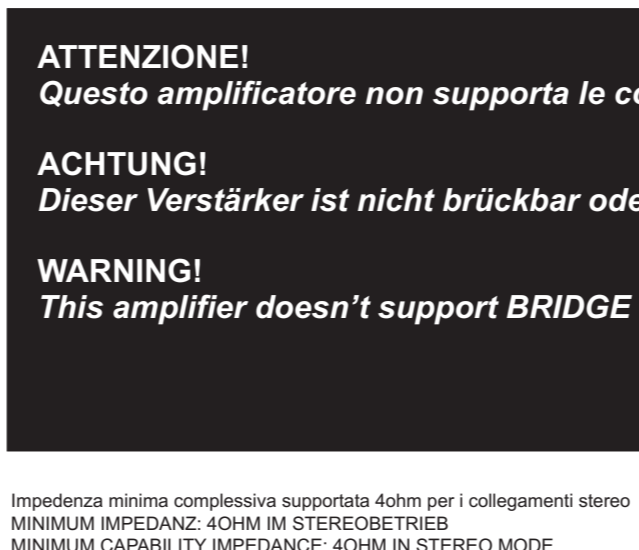 ATTENZIONE!
Questo amplificatore non supporta le
ACHTUNG!
Dieser Verstärker ist nicht brückbar
WARNING!
This amplifier doesn't support BRIDGE
Impedenza minima complessiva supportata 4ohm per i collegamenti stereo
MINIMUM IMPEDANZ: 4OHM IM STEREOBETRIEB
MINIMUM CAPABILITY IMPEDANCE: 4OHM IN STEREO MODE